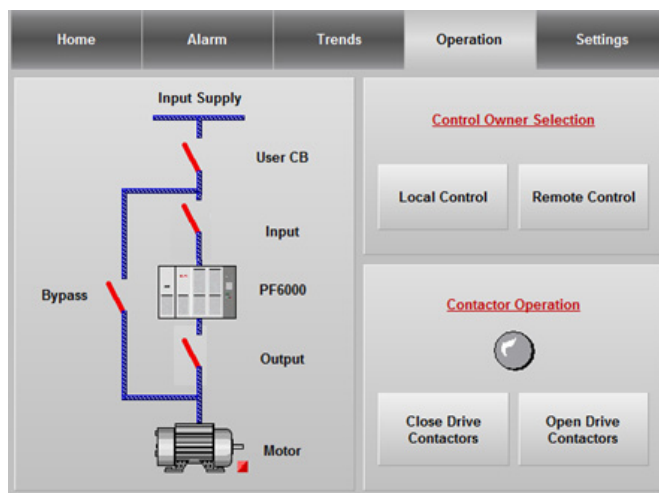 Home
Alarm
Trends
Operation
Settings
Input Supply
User CB
Input
PF6000
Bypass
Output
Motor
Control Owner Selection
Local Control
Remote Control
Contactor Operation
Close Drive
Contactors
Open Drive
Contactors